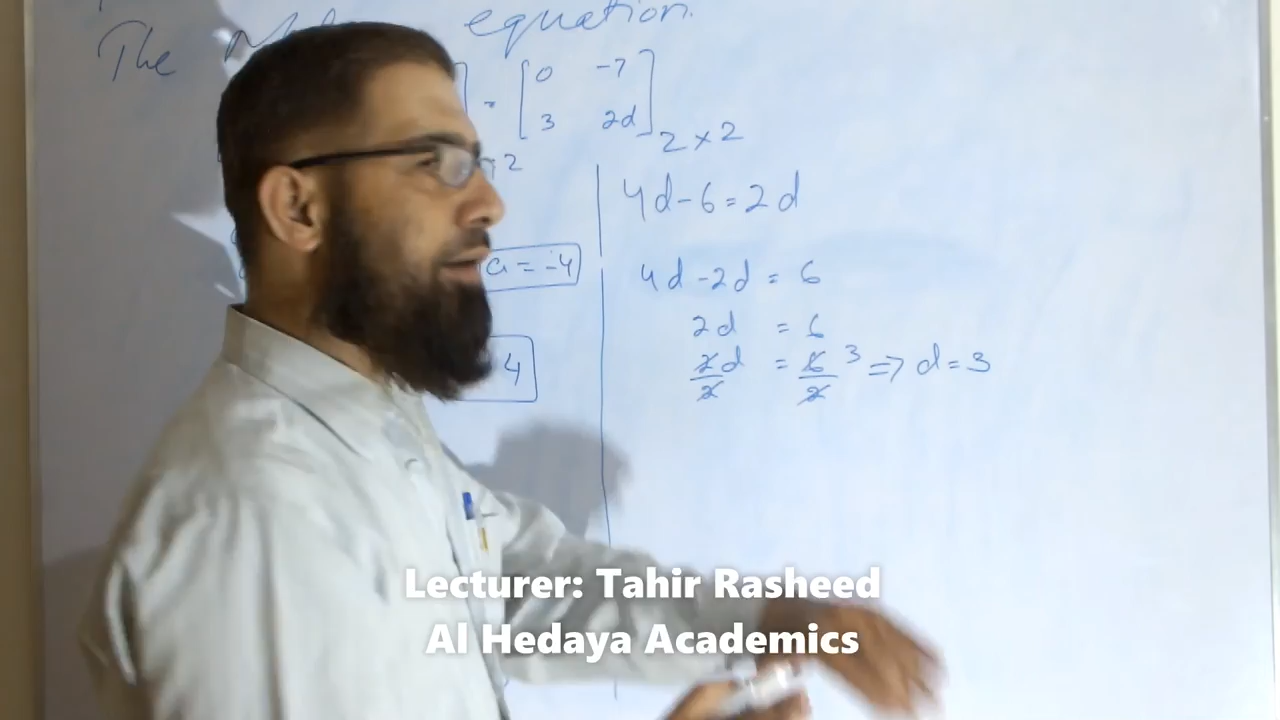 The equation.
] = [ 0 -7
3 2d ] 2 × 2
2
4d-6=2d
a = -4
4d-2d = 6
2d = 6
4
2d/2 = 6/2 3 => d=3
Lecturer: Tahir Rasheed
Al Hedaya Academics